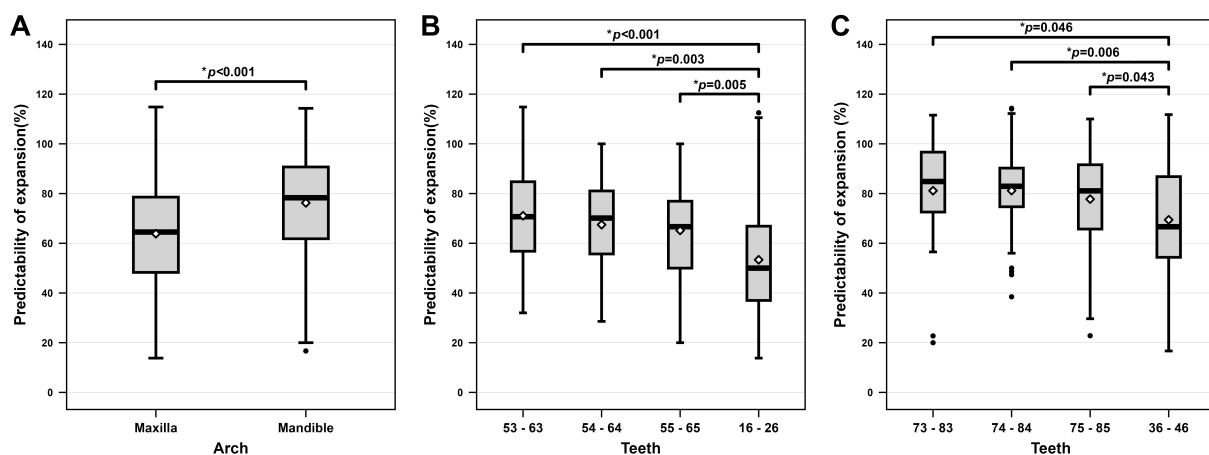 A
Predictability of expansion(%)
140
120
100
80
60
40
20
0
*p<0.001
Maxilla
Mandible
Arch
B
Predictability of expansion(%)
140
120
100
80
60
40
20
0
*p<0.001
*p=0.003
*p=0.005
53 - 63
54 - 64
55 - 65
16 - 26
Teeth
C
Predictability of expansion (%)
140
120
100
80
60
40
20
0
*p=0.046
*p=0.006
*p=0.043
73 - 83
74 - 84
75 - 85
36 - 46
Teeth